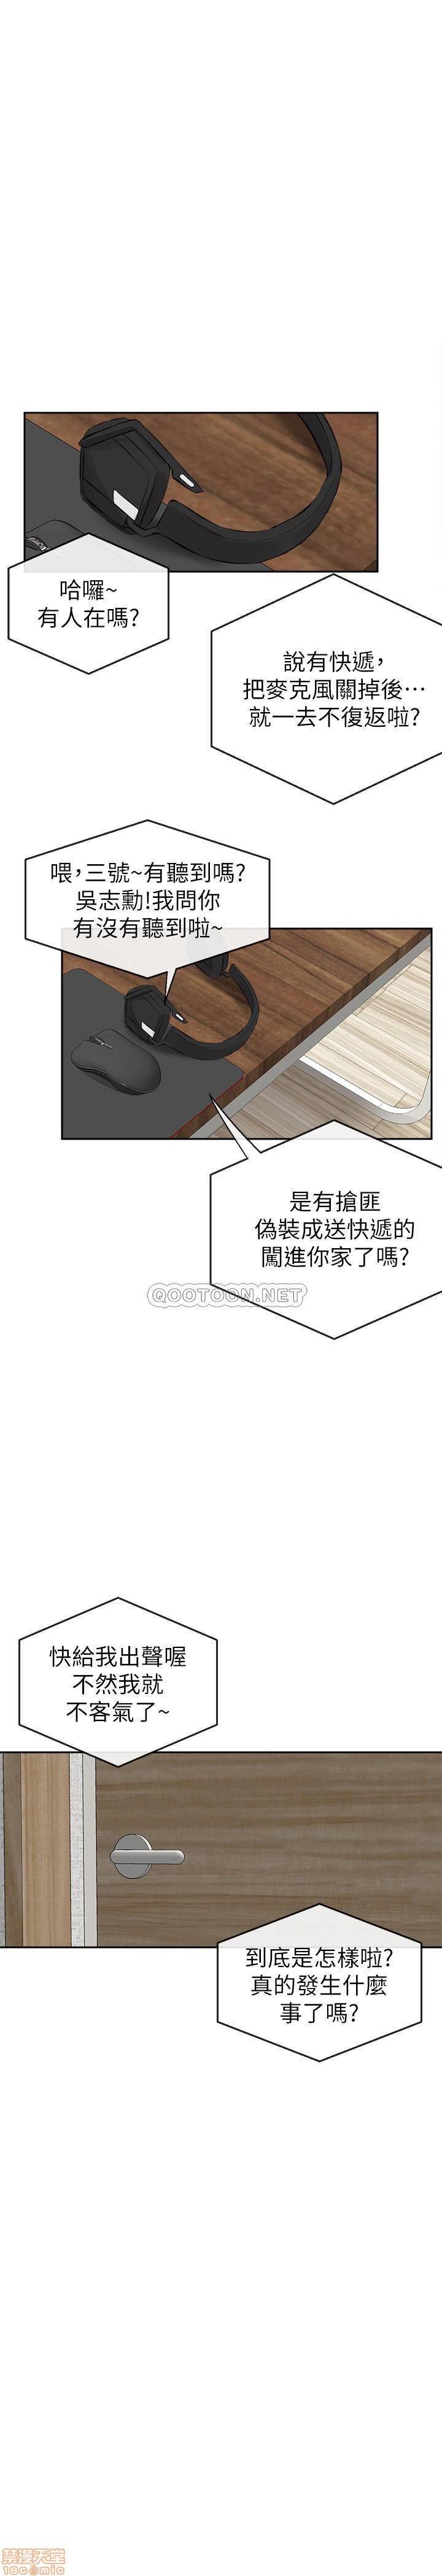 哈囉~
有人在嗎?
說有快遞,
把麥克風關掉後…
就一去不復返啦?
喂,三號~有聽到嗎?
吳志勳!我問你
有沒有聽到啦~
是有搶匪
偽裝成送快遞的
闖進你家了嗎?
QOOTOON.NET
快給我出聲喔
不然我就
不客氣了~
到底是怎樣啦?
真的發生什麼
事了嗎?
禁漫天堂
18comic